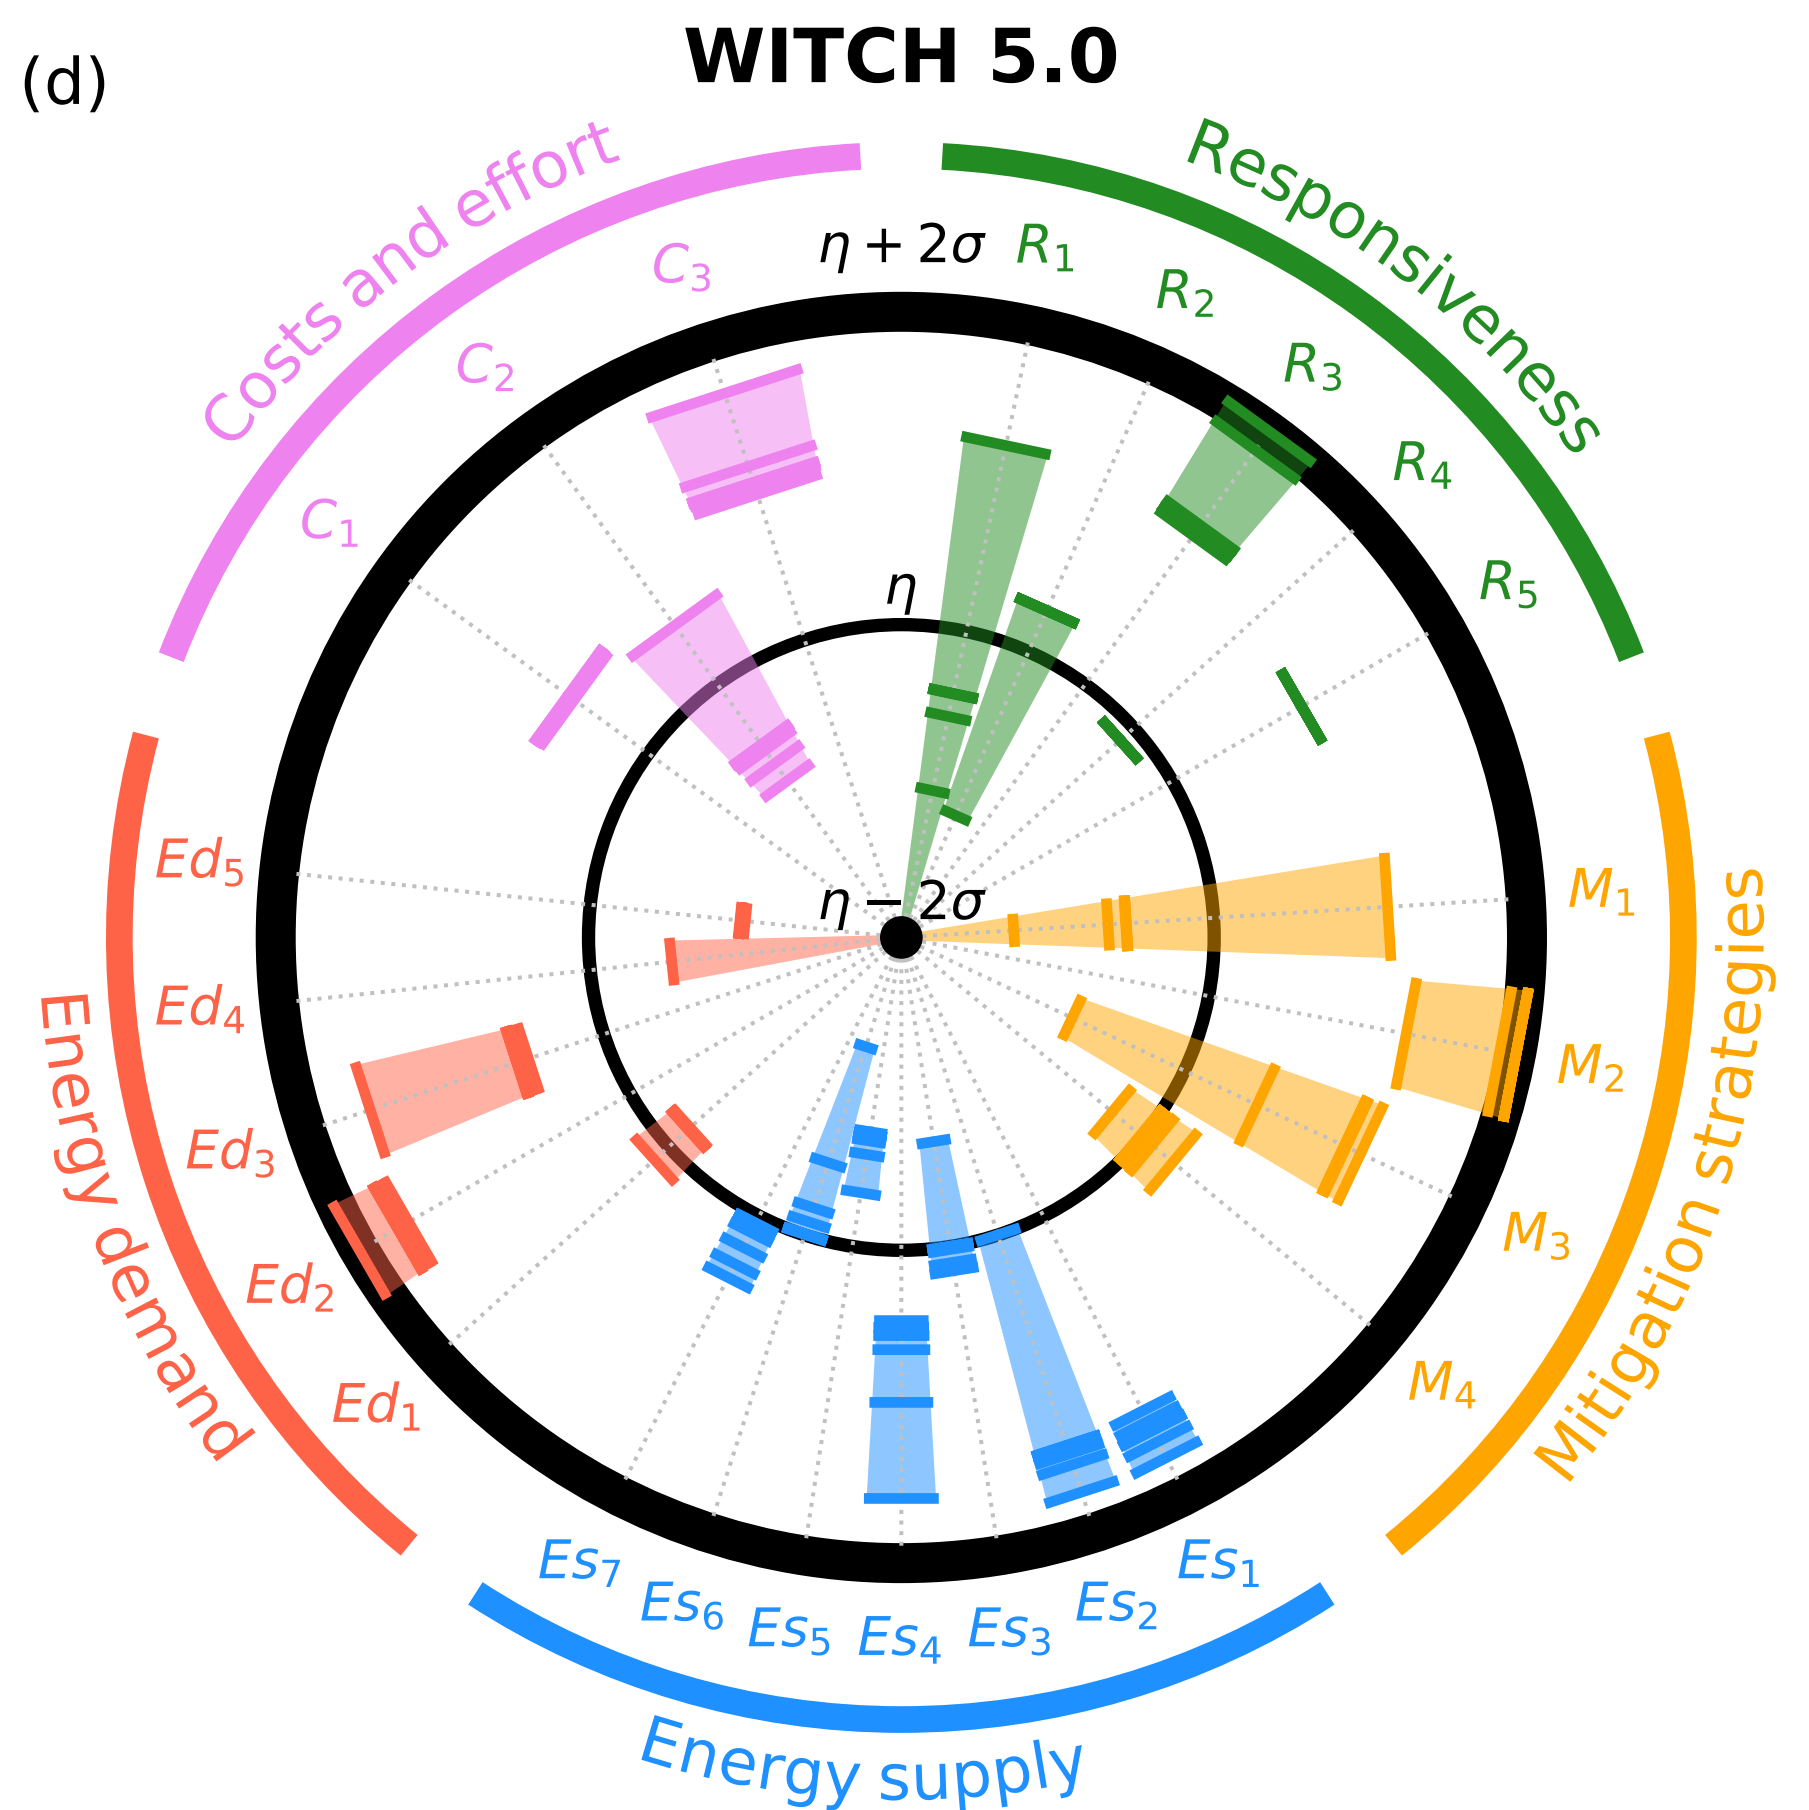 WITCH 5.0
(d)
Costs and effort
Responsiveness
η + 2σ
R₁
C₃
R₂
C₂
R₃
R₄
C₁
R₅
η
η − 2σ
Ed₅
M₁
Ed₄
M₂
Ed₃
M₃
Ed₂
M₄
Ed₁
Energy demand
Mitigation strategies
Es₇
Es₆
Es₅
Es₄
Es₃
Es₂
Es₁
Energy supply